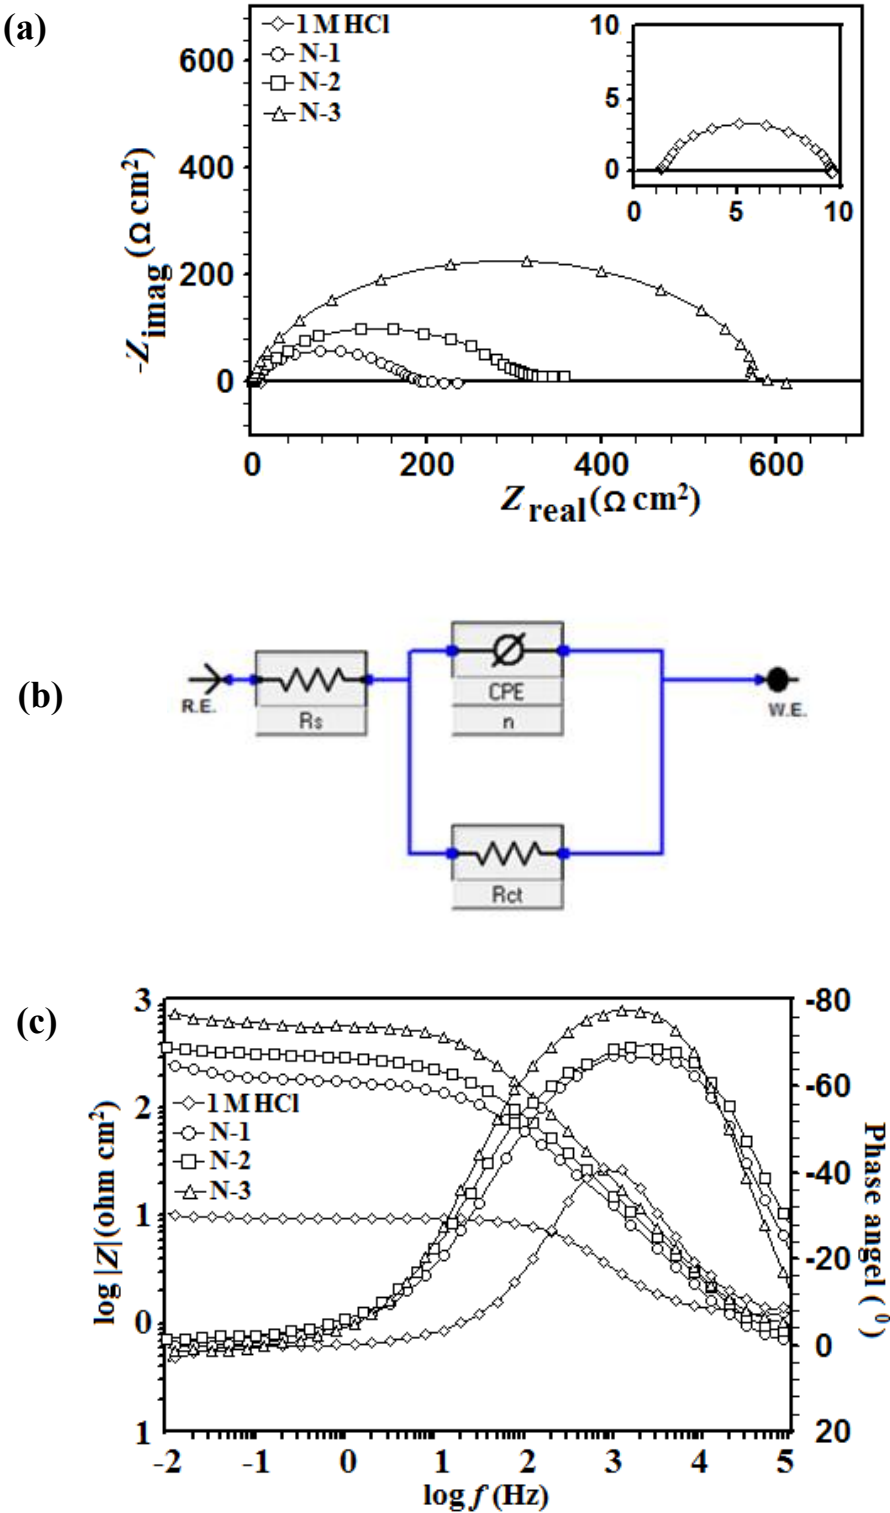 (a)
1 M HCl
N-1
N-2
N-3
600
400
200
0
-Zimag (Ω cm2)
0 200 400 600
Zreal (Ω cm2)
10
5
0
0 5 10
(b)
R.E.
Rs
CPE
n
Rct
W.E.
(c)
3
2
1
0
1
log |Z| (ohm cm2)
1 M HCl
N-1
N-2
N-3
-80
-60
-40
-20
0
20
Phase angel (0)
-2 -1 0 1 2 3 4 5
log f (Hz)